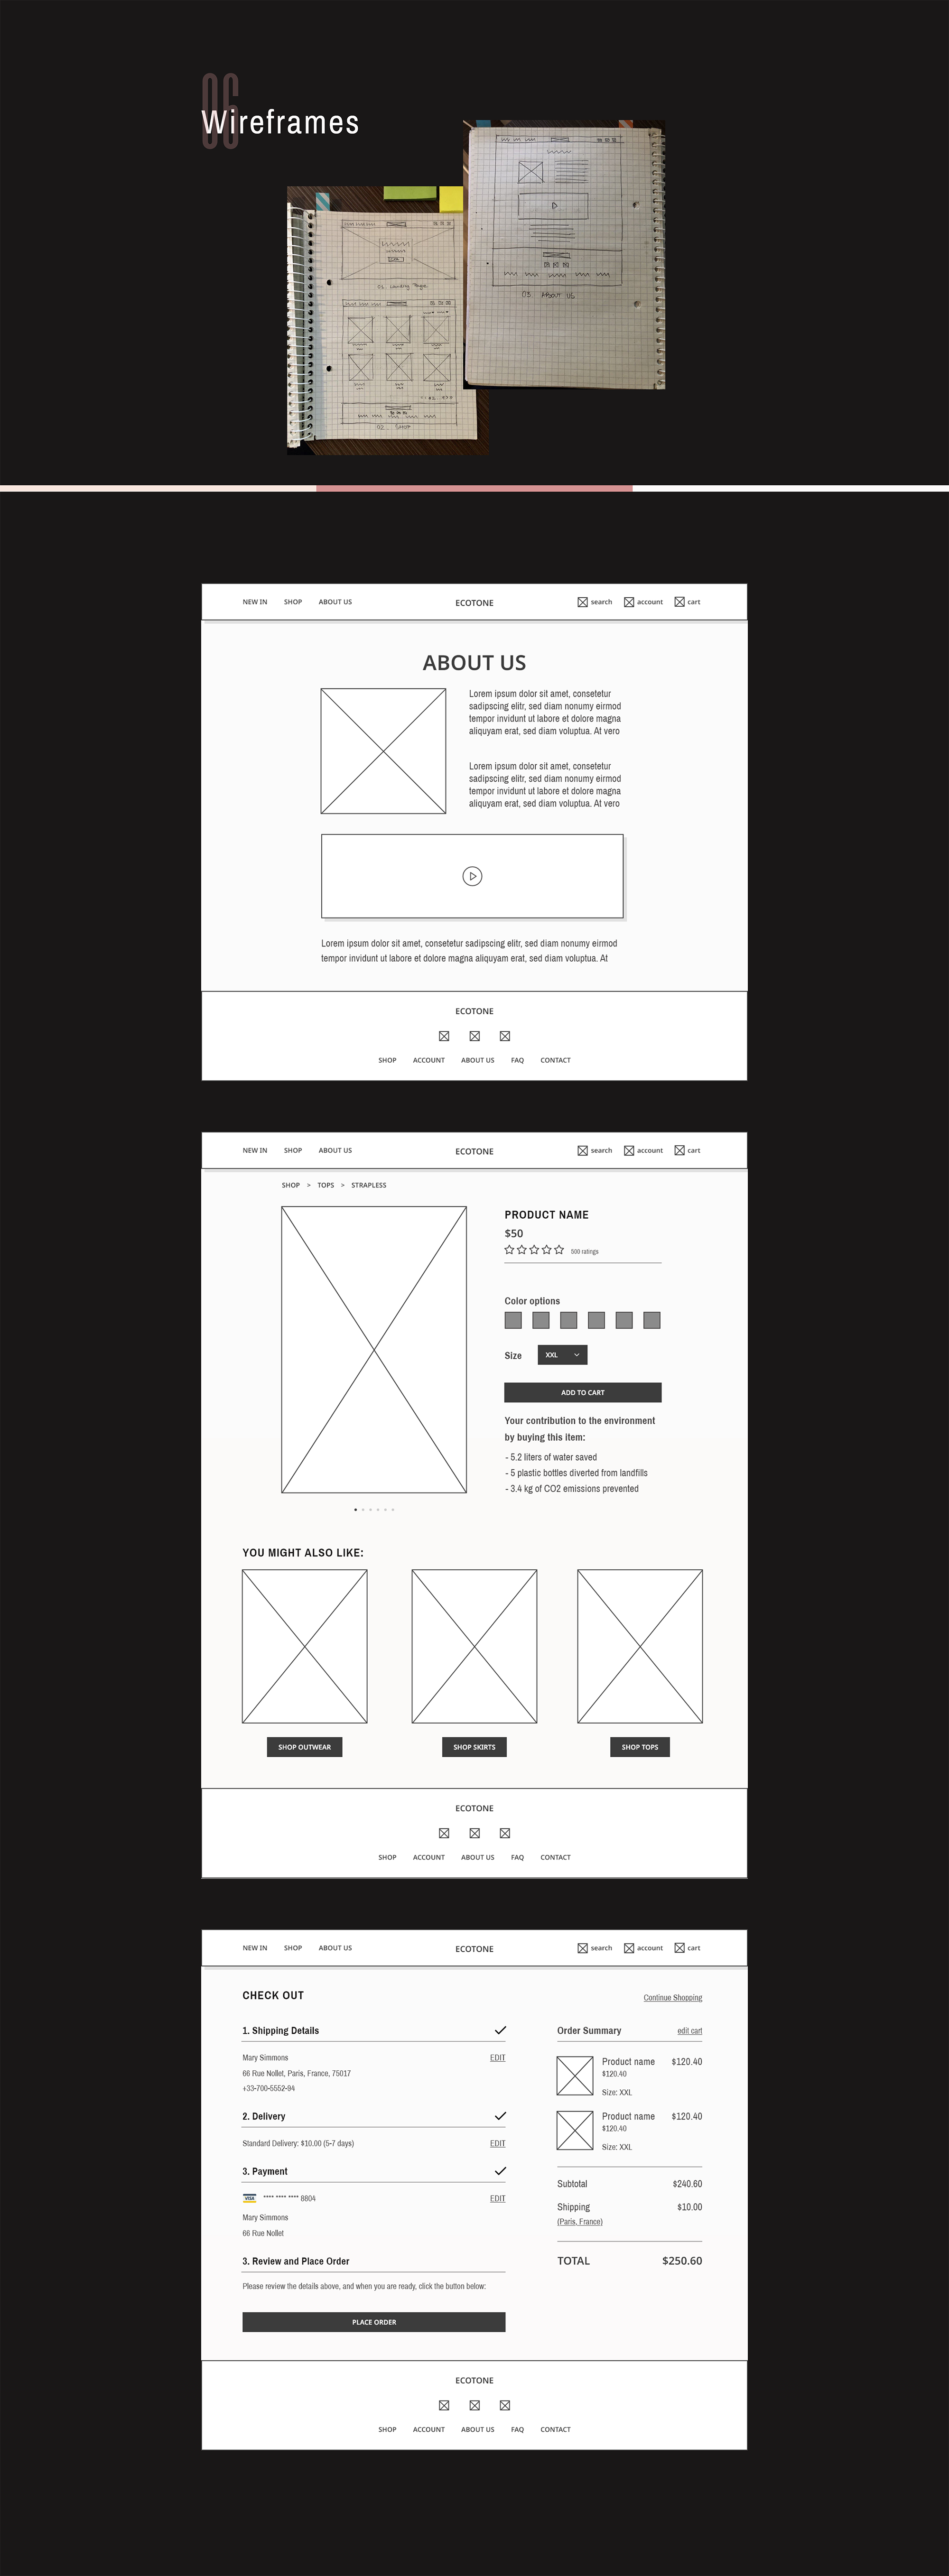 06
Wireframes
01. Landing Page
02. SHOP
03. ABOUT US
NEW IN SHOP ABOUT US ECOTONE search account cart
ABOUT US
Lorem ipsum dolor sit amet, consetetur
sadipscing elitr, sed diam nonumy eirmod
tempor invidunt ut labore et dolore magna
aliquyam erat, sed diam voluptua. At vero
Lorem ipsum dolor sit amet, consetetur
sadipscing elitr, sed diam nonumy eirmod
tempor invidunt ut labore et dolore magna
aliquyam erat, sed diam voluptua. At vero
Lorem ipsum dolor sit amet, consetetur sadipscing elitr, sed diam nonumy eirmod
tempor invidunt ut labore et dolore magna aliquyam erat, sed diam voluptua. At
ECOTONE
SHOP ACCOUNT ABOUT US FAQ CONTACT
NEW IN SHOP ABOUT US ECOTONE search account cart
SHOP > TOPS > STRAPLESS
PRODUCT NAME
$50
500 ratings
Color options
Size XXL
ADD TO CART
Your contribution to the environment
by buying this item:
- 5.2 liters of water saved
- 5 plastic bottles diverted from landfills
- 3.4 kg of CO2 emissions prevented
YOU MIGHT ALSO LIKE:
SHOP OUTWEAR SHOP SKIRTS SHOP TOPS
ECOTONE
SHOP ACCOUNT ABOUT US FAQ CONTACT
NEW IN SHOP ABOUT US ECOTONE search account cart
CHECK OUT
Continue Shopping
1. Shipping Details
Mary Simmons EDIT
66 Rue Nollet, Paris, France, 75017
+33-700-5552-94
2. Delivery
Standard Delivery: $10.00 (5-7 days) EDIT
3. Payment
VISA **** **** **** 8804 EDIT
Mary Simmons
66 Rue Nollet
3. Review and Place Order
Please review the details above, and when you are ready, click the button below:
PLACE ORDER
Order Summary edit cart
Product name $120.40
$120.40
Size: XXL
Product name $120.40
$120.40
Size: XXL
Subtotal $240.60
Shipping $10.00
(Paris, France)
TOTAL $250.60
ECOTONE
SHOP ACCOUNT ABOUT US FAQ CONTACT